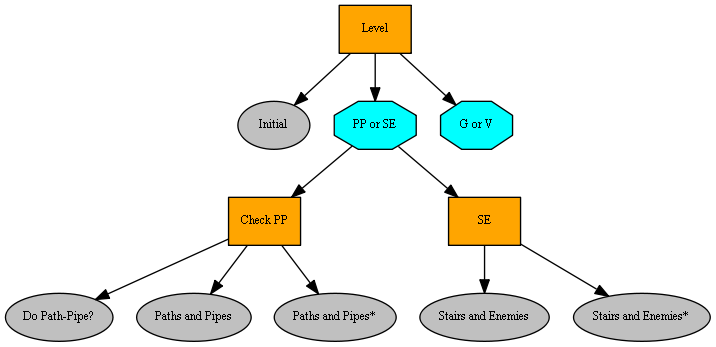 Level
Initial
PP or SE
G or V
Check PP
SE
Do Path-Pipe?
Paths and Pipes
Paths and Pipes*
Stairs and Enemies
Stairs and Enemies*